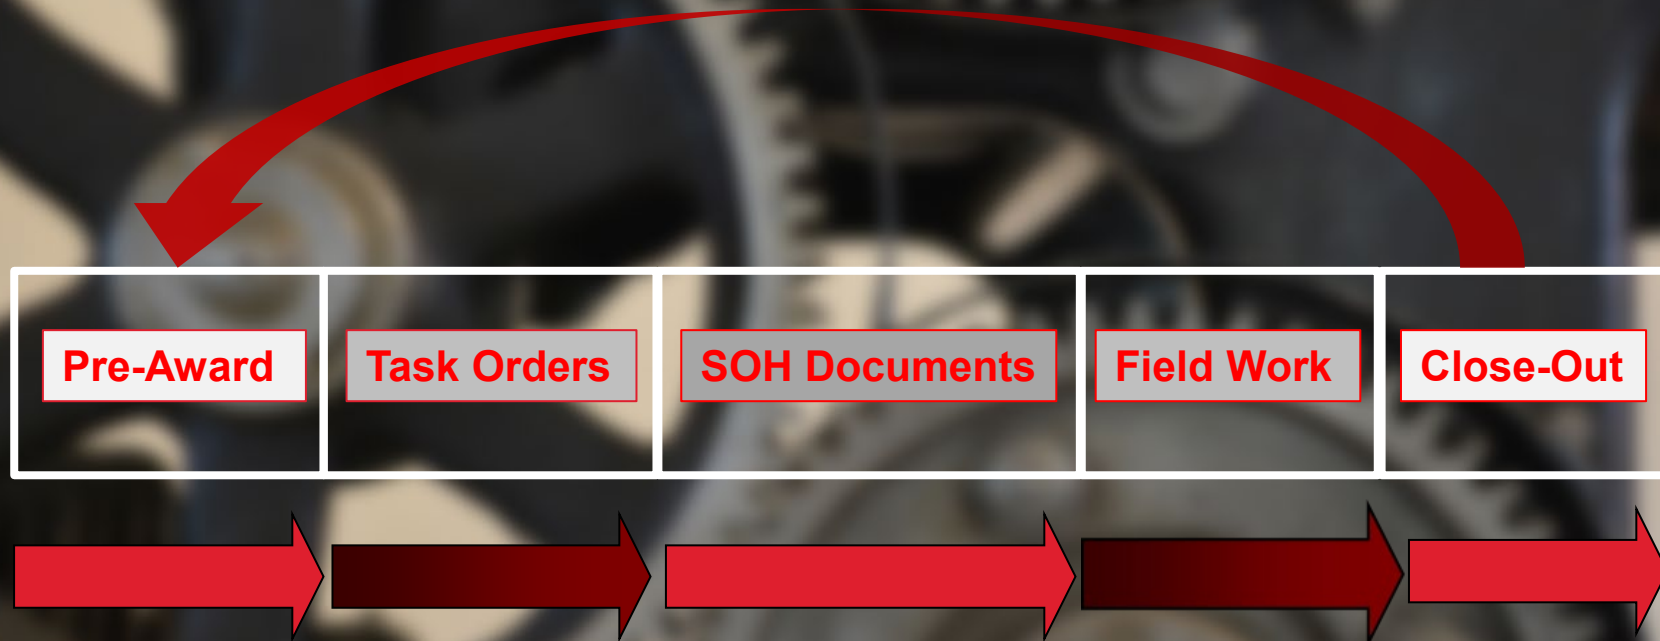 Pre-Award
Task Orders
SOH Documents
Field Work
Close-Out